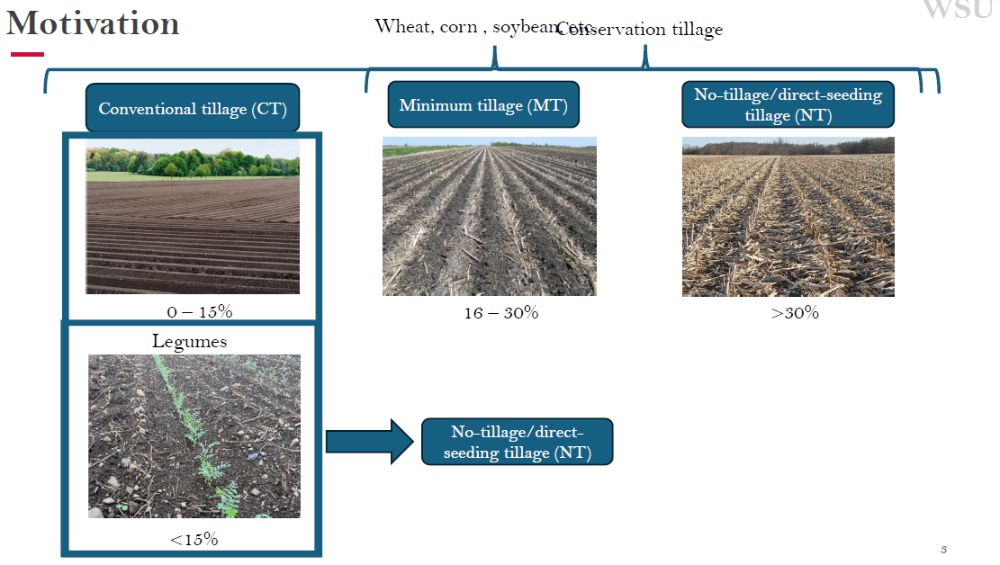 Motivation
WSU
Wheat, corn , soybean, etc
Conservation tillage
Conventional tillage (CT)
Minimum tillage (MT)
No-tillage/direct-seeding
tillage (NT)
0 – 15%
16 – 30%
>30%
Legumes
No-tillage/direct-
seeding tillage (NT)
<15%
3